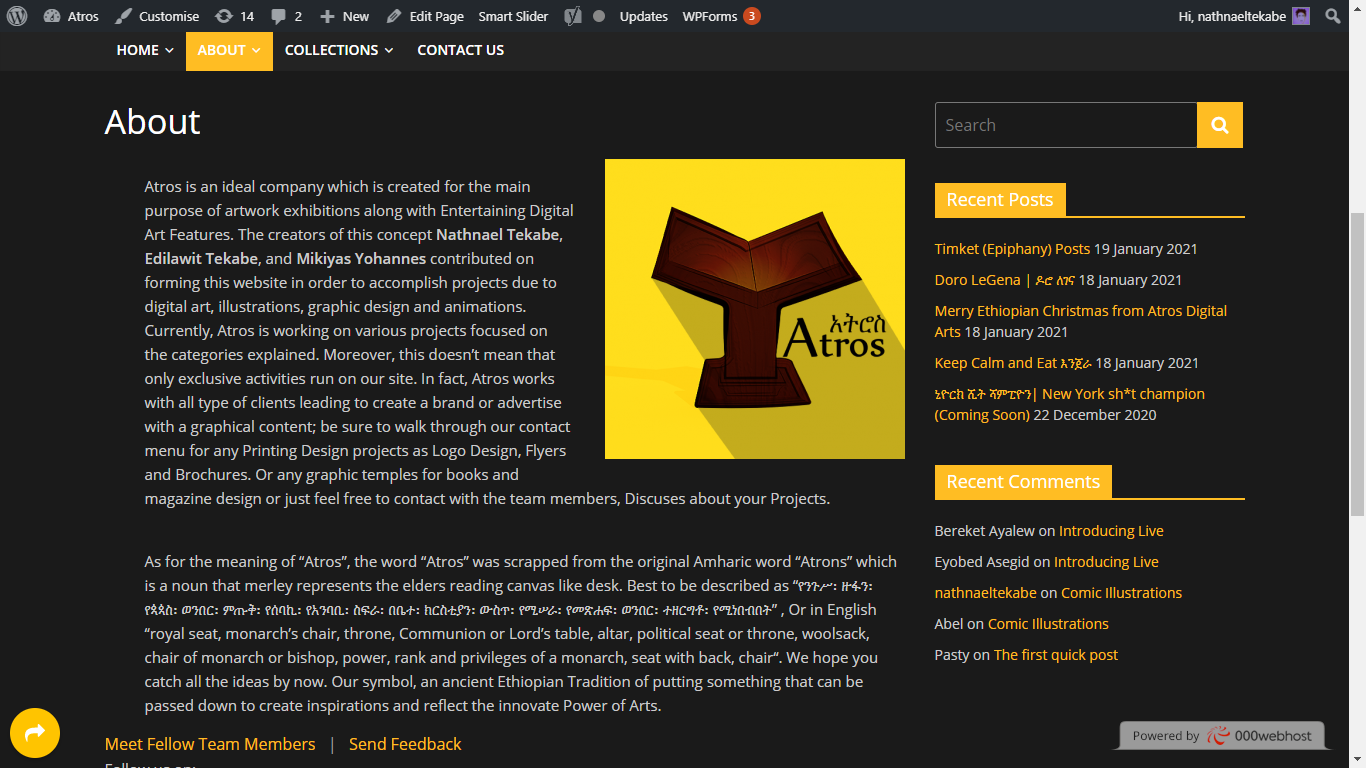 Atros
Customise
14
2
New
Edit Page
Smart Slider
Updates
WPForms
3
Hi, nathnaeltekabe
HOME
ABOUT
COLLECTIONS
CONTACT US
About
Atros is an ideal company which is created for the main
purpose of artwork exhibitions along with Entertaining Digital
Art Features. The creators of this concept Nathnael Tekabe,
Edilawit Tekabe, and Mikiyas Yohannes contributed on
forming this website in order to accomplish projects due to
digital art, illustrations, graphic design and animations.
Currently, Atros is working on various projects focused on
the categories explained. Moreover, this doesn't mean that
only exclusive activities run on our site. In fact, Atros works
with all type of clients leading to create a brand or advertise
with a graphical content; be sure to walk through our contact
menu for any Printing Design projects as Logo Design, Flyers
and Brochures. Or any graphic temples for books and
magazine design or just feel free to contact with the team members, Discuses about your Projects.
አትሮስ
Atros
As for the meaning of “Atros”, the word “Atros” was scrapped from the original Amharic word “Atrons” which
is a noun that merley represents the elders reading canvas like desk. Best to be described as “የንጉሥ፡ ዙፋን፡
የጳጳስ፡ ወንበር፡ ምጡቅ፡ የሰባኪ፡ የአንባቢ፡ ስፍራ፡ በቤተ፡ ክርስቲያን፡ ውስጥ፡ የሚሠራ፡ የመጽሐፍ፡ ወንበር፡ ተዘርግቶ፡ የሚነበብበት” , Or in English
“royal seat, monarch’s chair, throne, Communion or Lord’s table, altar, political seat or throne, woolsack,
chair of monarch or bishop, power, rank and privileges of a monarch, seat with back, chair“. We hope you
catch all the ideas by now. Our symbol, an ancient Ethiopian Tradition of putting something that can be
passed down to create inspirations and reflect the innovate Power of Arts.
Meet Fellow Team Members | Send Feedback
Search
Recent Posts
Timket (Epiphany) Posts 19 January 2021
Doro LeGena | ዶሮ ለገና 18 January 2021
Merry Ethiopian Christmas from Atros Digital
Arts 18 January 2021
Keep Calm and Eat እንጀራ 18 January 2021
ኒዮርክ ሺት ሻምፒዮን| New York sh*t champion
(Coming Soon) 22 December 2020
Recent Comments
Bereket Ayalew on Introducing Live
Eyobed Asegid on Introducing Live
nathnaeltekabe on Comic Illustrations
Abel on Comic Illustrations
Pasty on The first quick post
Powered by 000webhost